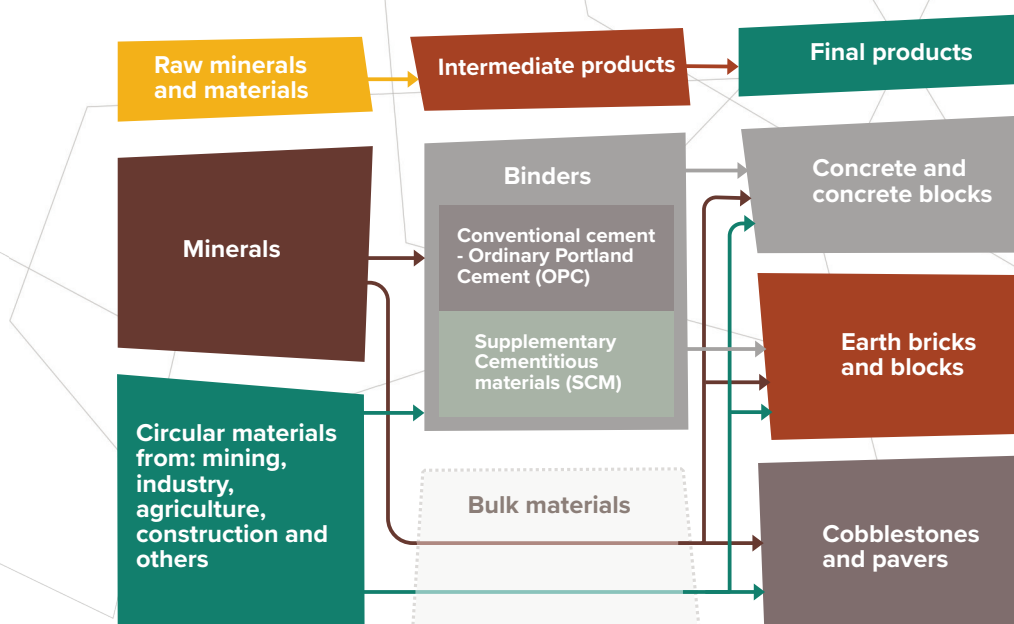 Raw minerals
and materials
Intermediate products
Final products
Minerals
Binders
Conventional cement
- Ordinary Portland
Cement (OPC)
Supplementary
Cementitious
materials (SCM)
Concrete and
concrete blocks
Earth bricks
and blocks
Circular materials
from: mining,
industry,
agriculture,
construction and
others
Bulk materials
Cobblestones
and pavers